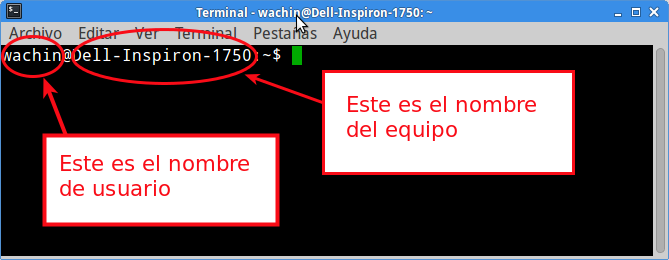 Terminal - wachin@Dell-Inspiron-1750: ~
Archivo Editar Ver Terminal Pestañas Ayuda
wachin@Dell-Inspiron-1750:~$
Este es el nombre
del equipo
Este es el nombre
de usuario